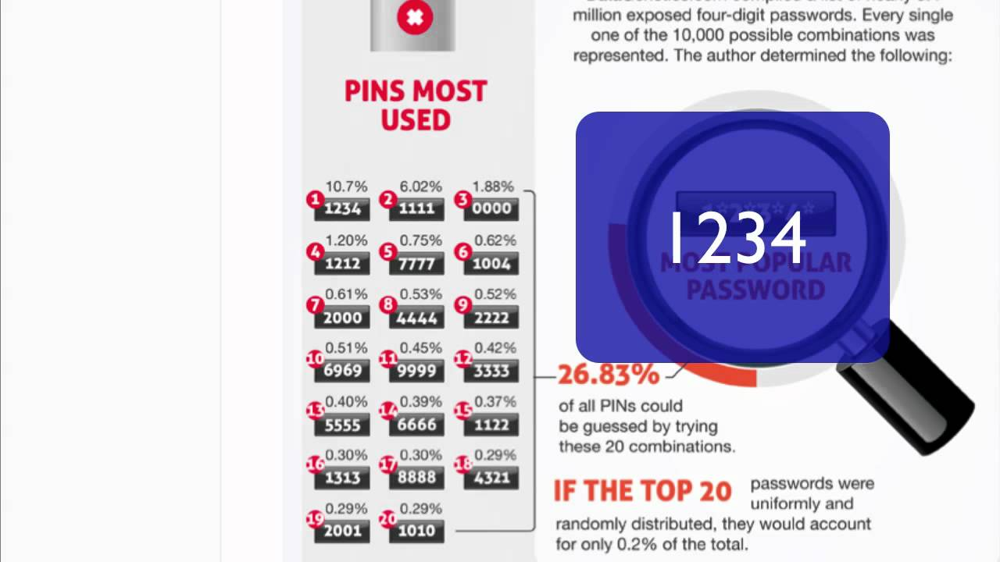 million exposed four-digit passwords. Every single
one of the 10,000 possible combinations was
represented. The author determined the following:
PINS MOST
USED
10.7% 6.02% 1.88%
1 1234 2 1111 3 0000
1.20% 0.75% 0.62%
4 1212 5 7777 6 1004
0.61% 0.53% 0.52%
7 2000 8 4444 9 2222
0.51% 0.45% 0.42%
10 6969 11 9999 12 3333
0.40% 0.39% 0.37%
13 5555 14 6666 15 1122
0.30% 0.30% 0.29%
16 1313 17 8888 18 4321
0.29% 0.29%
19 2001 20 1010
1*2*3*4*
1234
MOST POPULAR
PASSWORD
26.83%
of all PINs could
be guessed by trying
these 20 combinations.
IF THE TOP 20 passwords were
uniformly and
randomly distributed, they would account
for only 0.2% of the total.